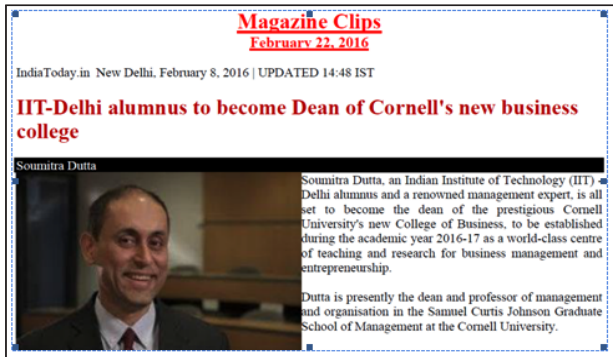 Magazine Clips
February 22, 2016
IndiaToday.in New Delhi, February 8, 2016 | UPDATED 14:48 IST
IIT-Delhi alumnus to become Dean of Cornell's new business
college
Soumitra Dutta
Soumitra Dutta, an Indian Institute of Technology (IIT) -
Delhi alumnus and a renowned management expert, is all
set to become the dean of the prestigious Cornell
University's new College of Business, to be established
during the academic year 2016-17 as a world-class centre
of teaching and research for business management and
entrepreneurship.
Dutta is presently the dean and professor of management
and organisation in the Samuel Curtis Johnson Graduate
School of Management at the Cornell University.